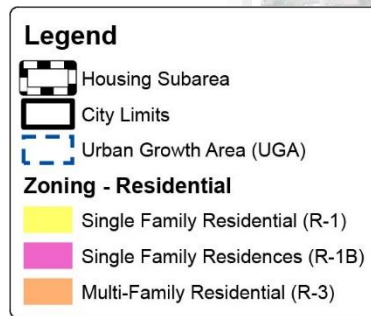 Legend
Housing Subarea
City Limits
Urban Growth Area (UGA)
Zoning - Residential
Single Family Residential (R-1)
Single Family Residences (R-1B)
Multi-Family Residential (R-3)